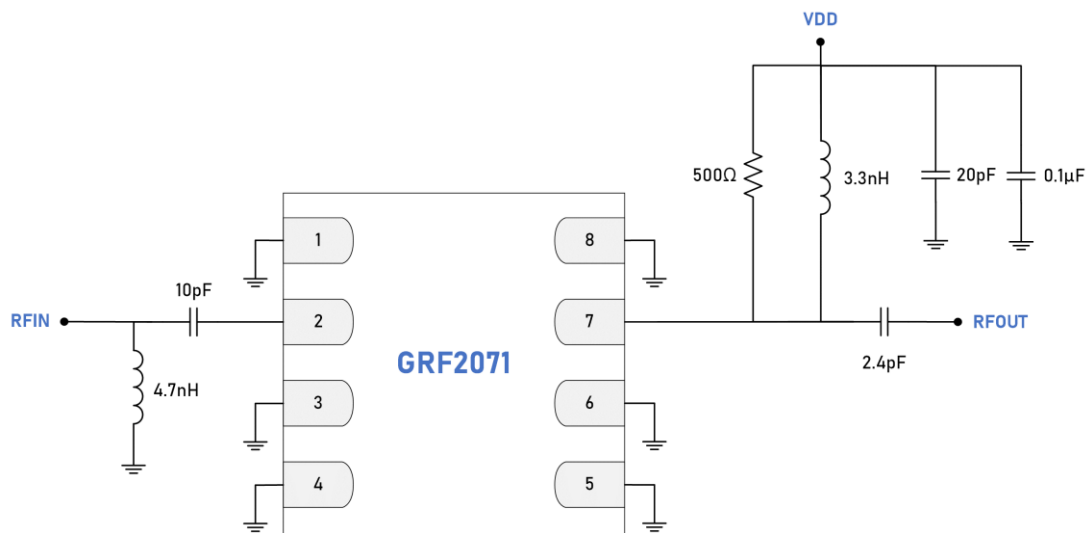 VDD
500Ω
3.3nH
20pF
0.1µF
1
8
10pF
RFIN
2
7
RFOUT
GRF2071
2.4pF
4.7nH
3
6
4
5